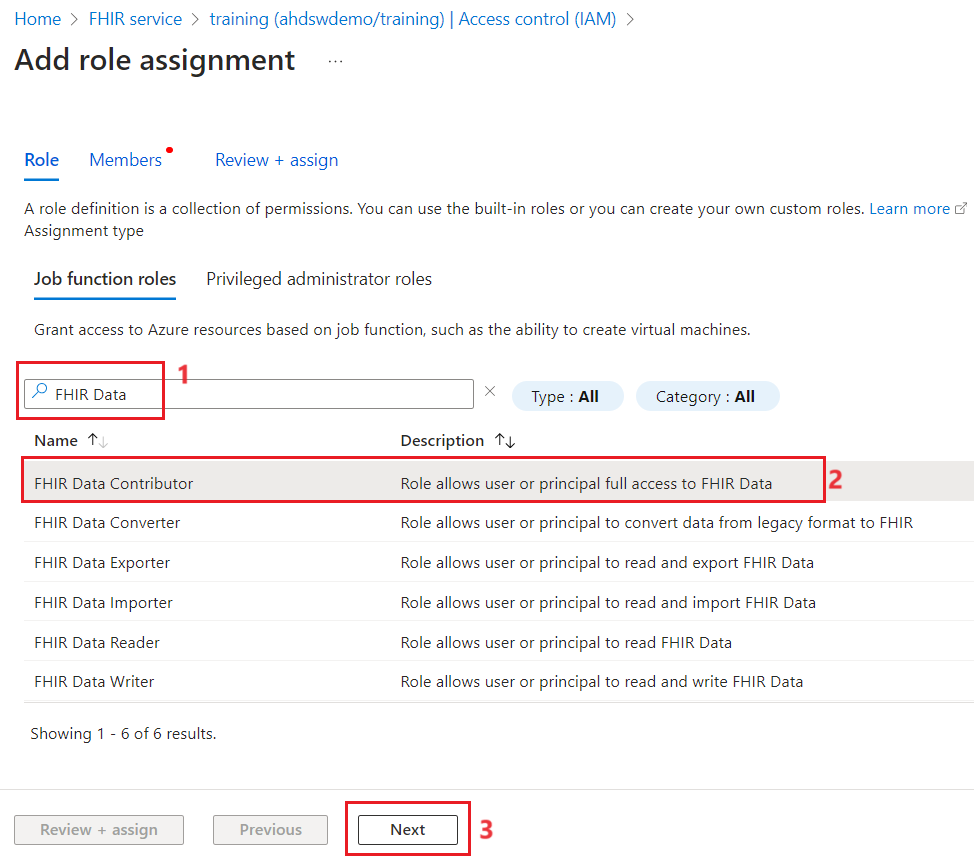 Home > FHIR service > training (ahdswdemo/training) | Access control (IAM) >
Add role assignment ...
Role Members Review + assign
A role definition is a collection of permissions. You can use the built-in roles or you can create your own custom roles. Learn more
Assignment type
Job function roles Privileged administrator roles
Grant access to Azure resources based on job function, such as the ability to create virtual machines.
1
FHIR Data × Type : All Category : All
Name ↑↓ Description ↑↓
FHIR Data Contributor Role allows user or principal full access to FHIR Data 2
FHIR Data Converter Role allows user or principal to convert data from legacy format to FHIR
FHIR Data Exporter Role allows user or principal to read and export FHIR Data
FHIR Data Importer Role allows user or principal to read and import FHIR Data
FHIR Data Reader Role allows user or principal to read FHIR Data
FHIR Data Writer Role allows user or principal to read and write FHIR Data
Showing 1 - 6 of 6 results.
Review + assign Previous Next 3